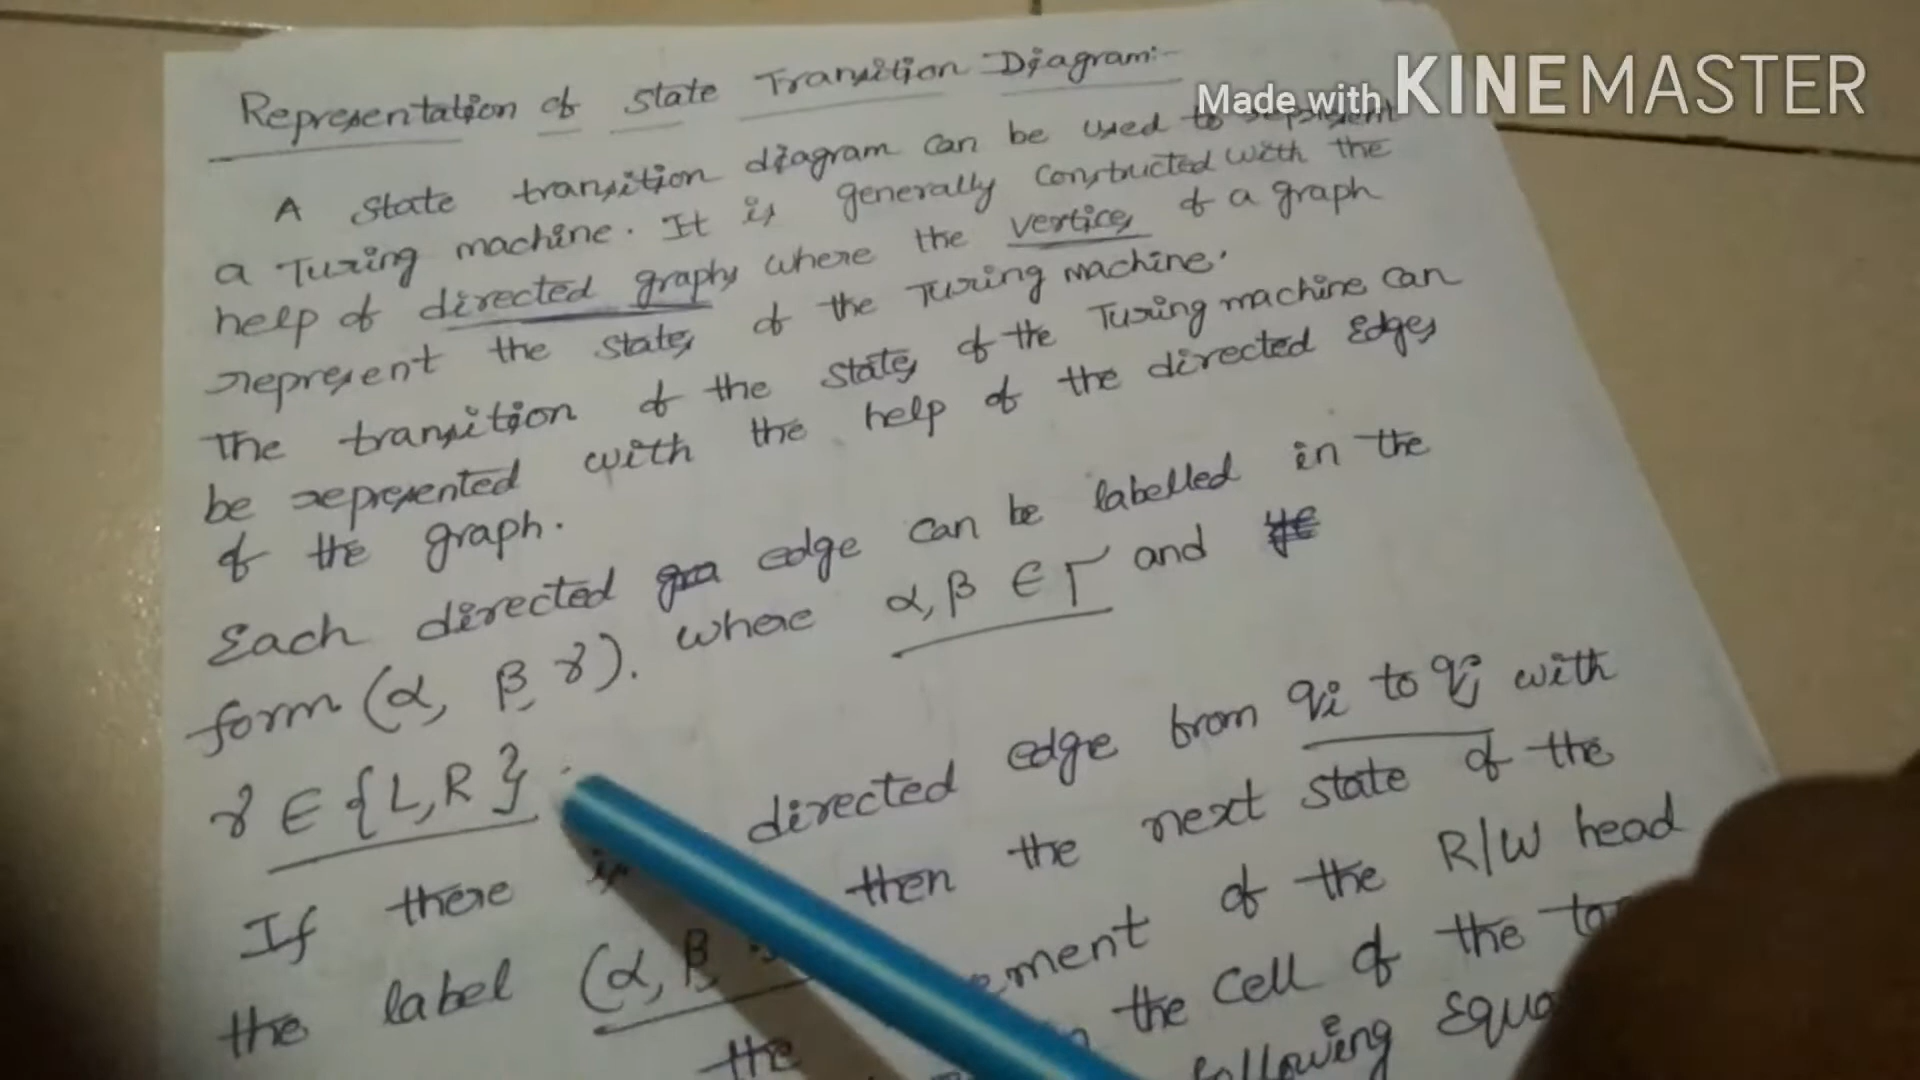 Representation of state Transition Diagram:-
Made with KINEMASTER
A state transition diagram can be used to represent
a Turing machine. It is generally constructed with the
help of directed graphs where the vertices of a graph
represent the states of the Turing machine.
The transition of the states of the Turing machine can
be represented with the help of the directed Edges
of the graph.
Each directed edge can be labelled in the
form (α, β, γ). where α, β ∈ Γ and
γ ∈ {L,R}.
If there is directed edge from qi to qj with
the label (α, β, then the next state of the
the ement of the R/W head
the cell of the
following